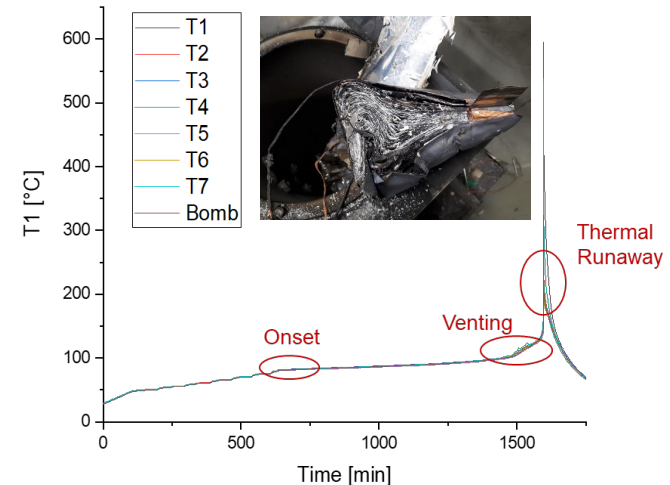 T1 [°C]
600
500
400
300
200
100
0
T1
T2
T3
T4
T5
T6
T7
Bomb
Onset
Venting
Thermal
Runaway
0
500
1000
1500
Time [min]